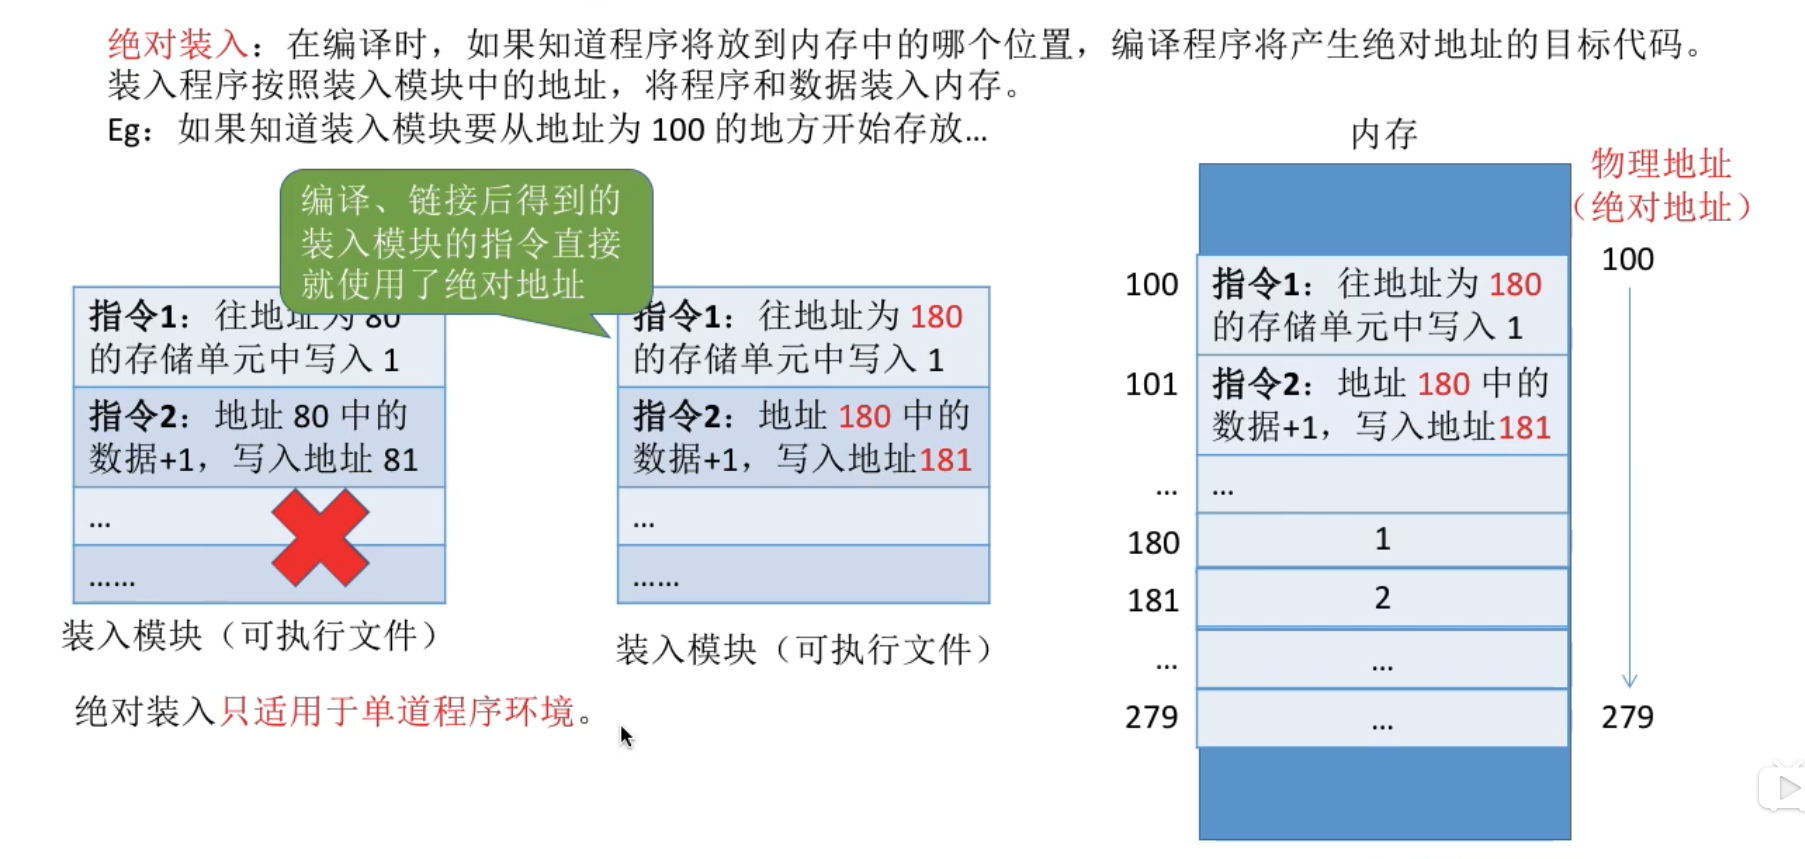 绝对装入：在编译时，如果知道程序将放到内存中的哪个位置，编译程序将产生绝对地址的目标代码。
装入程序按照装入模块中的地址，将程序和数据装入内存。
Eg：如果知道装入模块要从地址为 100 的地方开始存放...
编译、链接后得到的
装入模块的指令直接
就使用了绝对地址
指令1：往地址为 80
的存储单元中写入 1
指令2：地址 80 中的
数据+1，写入地址 81
...
......
装入模块（可执行文件）
指令1：往地址为 180
的存储单元中写入 1
指令2：地址 180 中的
数据+1，写入地址181
...
......
装入模块（可执行文件）
绝对装入只适用于单道程序环境。
内存
物理地址
（绝对地址）
100
指令1：往地址为 180
的存储单元中写入 1
100
101
指令2：地址 180 中的
数据+1，写入地址181
...
...
180
1
181
2
...
...
279
...
279